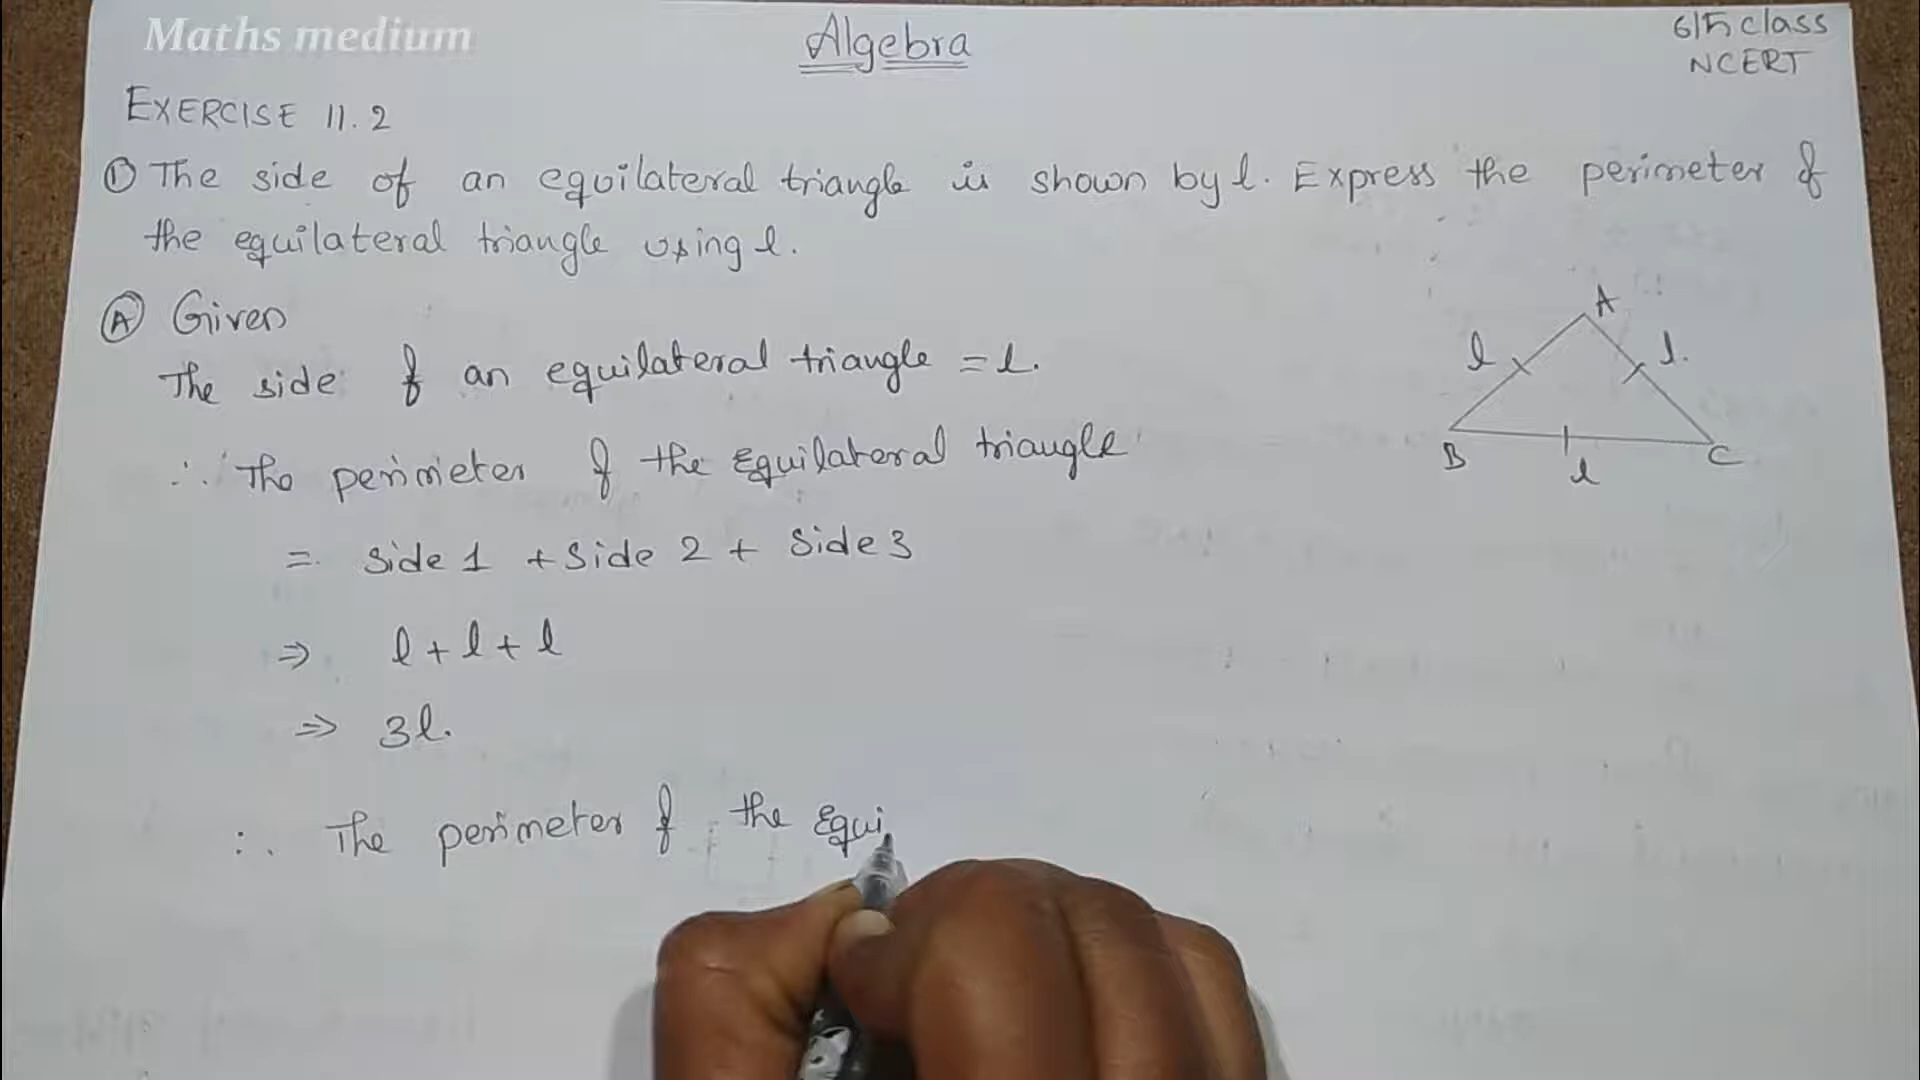 Maths medium
Algebra
6th class
NCERT
EXERCISE 11.2
① The side of an equilateral triangle is shown by l. Express the perimeter of
the equilateral triangle using l.
Ⓐ Given
The side of an equilateral triangle = l.
∴ The perimeter of the Equilateral triangle
= Side 1 + Side 2 + Side 3
⇒ l + l + l
⇒ 3l.
∴ The perimeter of the Equi
A
l
l.
B
l
C